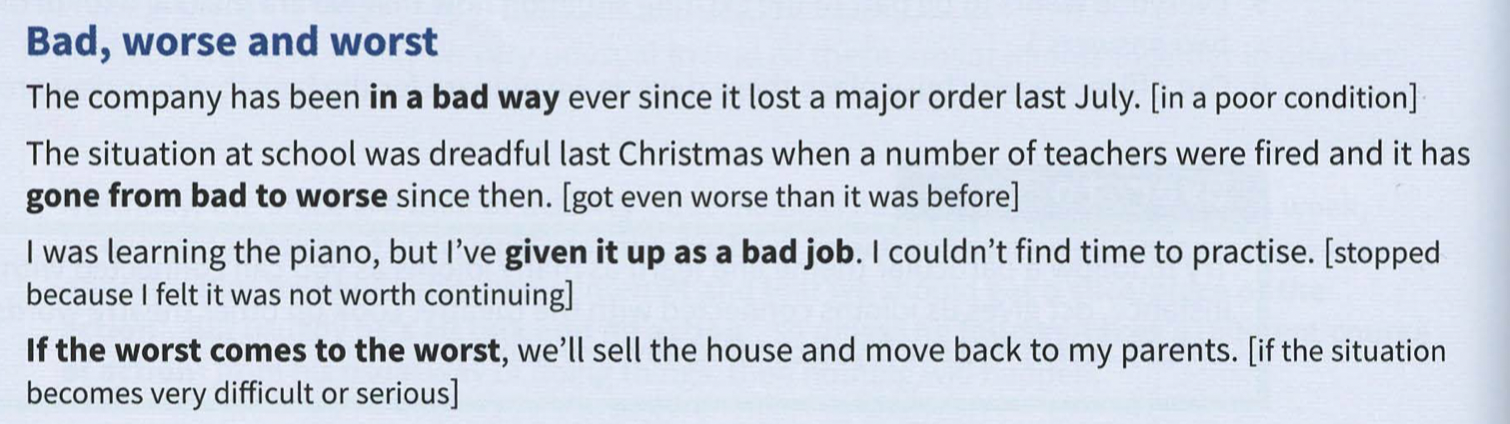 Bad, worse and worst
The company has been in a bad way ever since it lost a major order last July. [in a poor condition]
The situation at school was dreadful last Christmas when a number of teachers were fired and it has
gone from bad to worse since then. [got even worse than it was before]
I was learning the piano, but I’ve given it up as a bad job. I couldn’t find time to practise. [stopped
because I felt it was not worth continuing]
If the worst comes to the worst, we’ll sell the house and move back to my parents. [if the situation
becomes very difficult or serious]